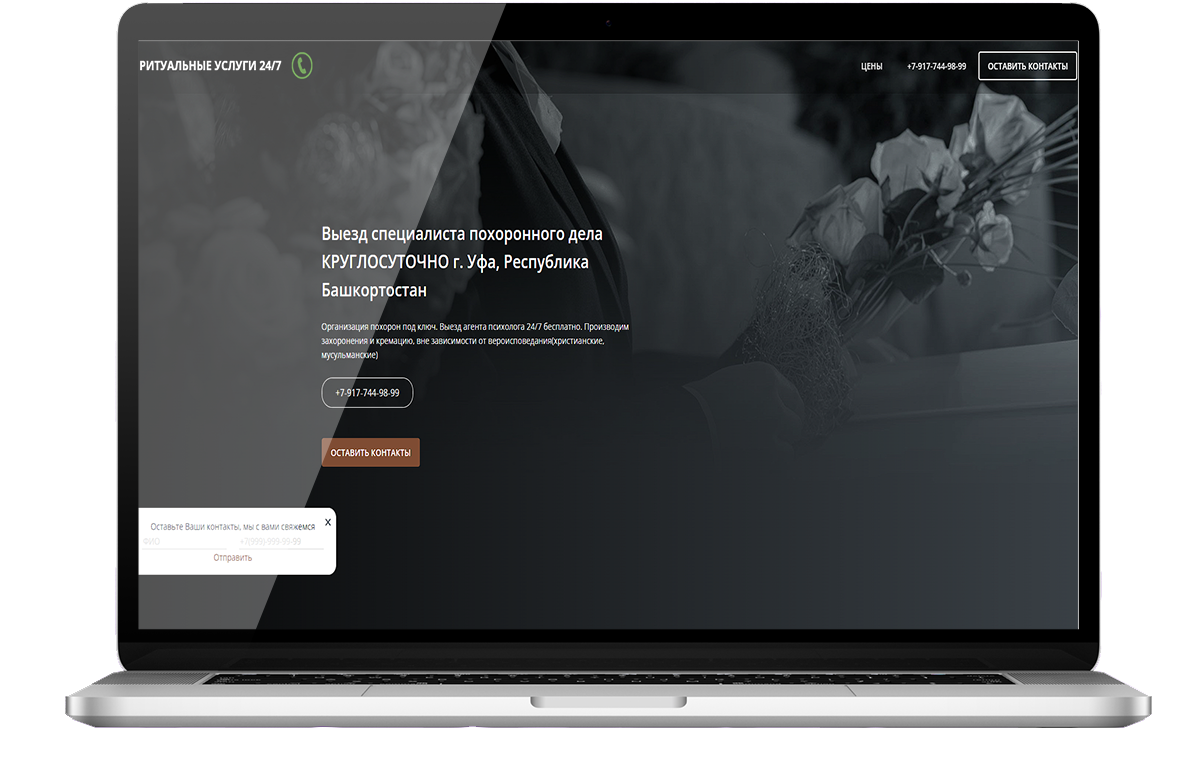 РИТУАЛЬНЫЕ УСЛУГИ 24/7
ЦЕНЫ
+7-917-744-98-99
ОСТАВИТЬ КОНТАКТЫ
Выезд специалиста похоронного дела
КРУГЛОСУТОЧНО г. Уфа, Республика
Башкортостан
Организация похорон под ключ. Выезд агента психолога 24/7 бесплатно. Производим
захоронения и кремацию, вне зависимости от вероисповедания(христианские,
мусульманские)
+7-917-744-98-99
ОСТАВИТЬ КОНТАКТЫ
X
Оставьте Ваши контакты, мы с вами свяжемся
ФИО +7(999)-999-99-99
Отправить